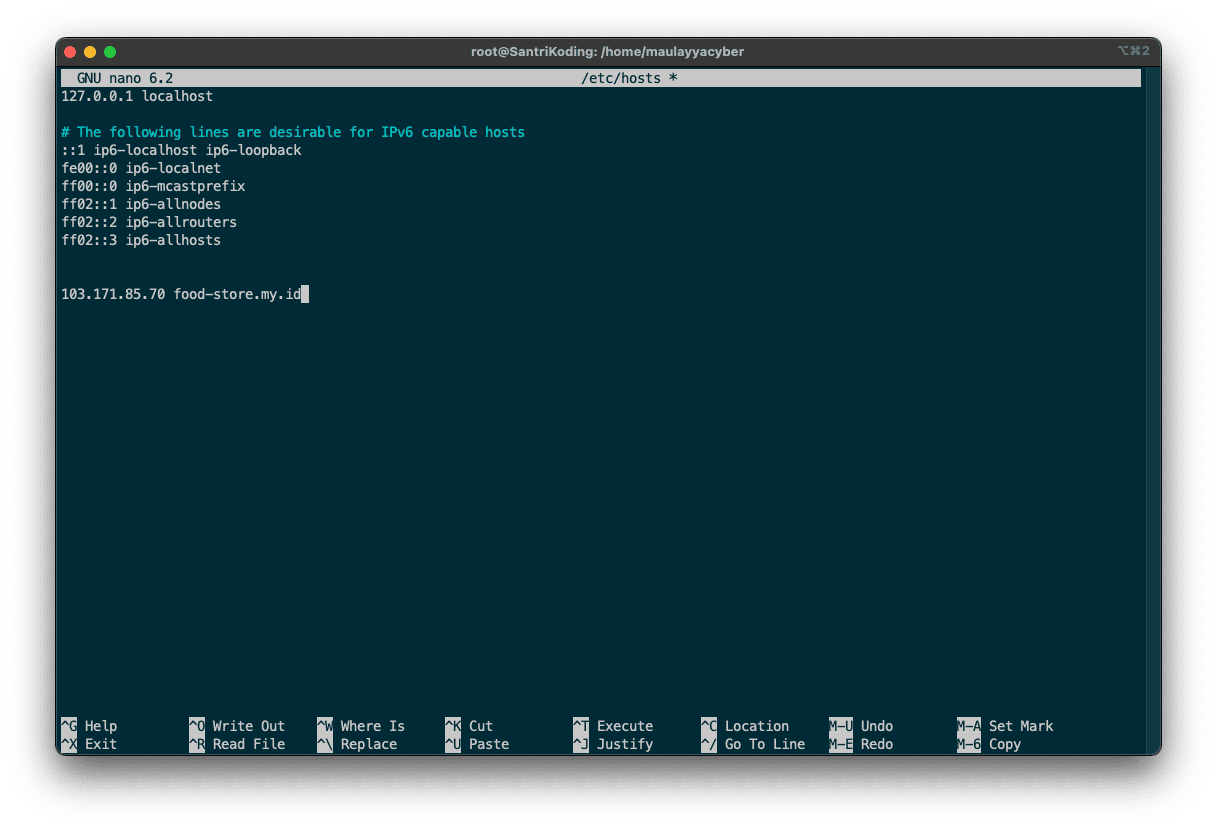 root@SantriKoding: /home/maulayyacyber ⌥⌘2
GNU nano 6.2 /etc/hosts *
127.0.0.1 localhost
# The following lines are desirable for IPv6 capable hosts
::1 ip6-localhost ip6-loopback
fe00::0 ip6-localnet
ff00::0 ip6-mcastprefix
ff02::1 ip6-allnodes
ff02::2 ip6-allrouters
ff02::3 ip6-allhosts
103.171.85.70 food-store.my.id
^G Help ^O Write Out ^W Where Is ^K Cut ^T Execute ^C Location M-U Undo M-A Set Mark
^X Exit ^R Read File ^\ Replace ^U Paste ^J Justify ^/ Go To Line M-E Redo M-6 Copy